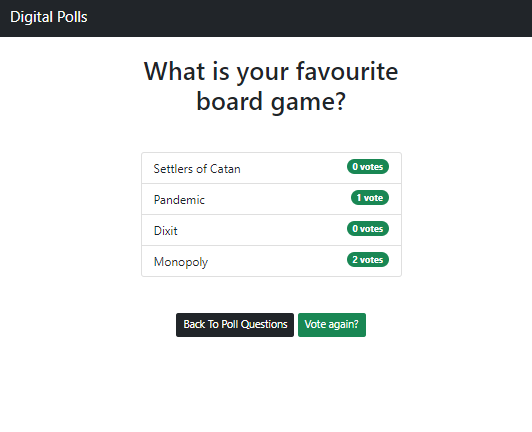 Digital Polls
What is your favourite
board game?
Settlers of Catan 0 votes
Pandemic 1 vote
Dixit 0 votes
Monopoly 2 votes
Back To Poll Questions Vote again?